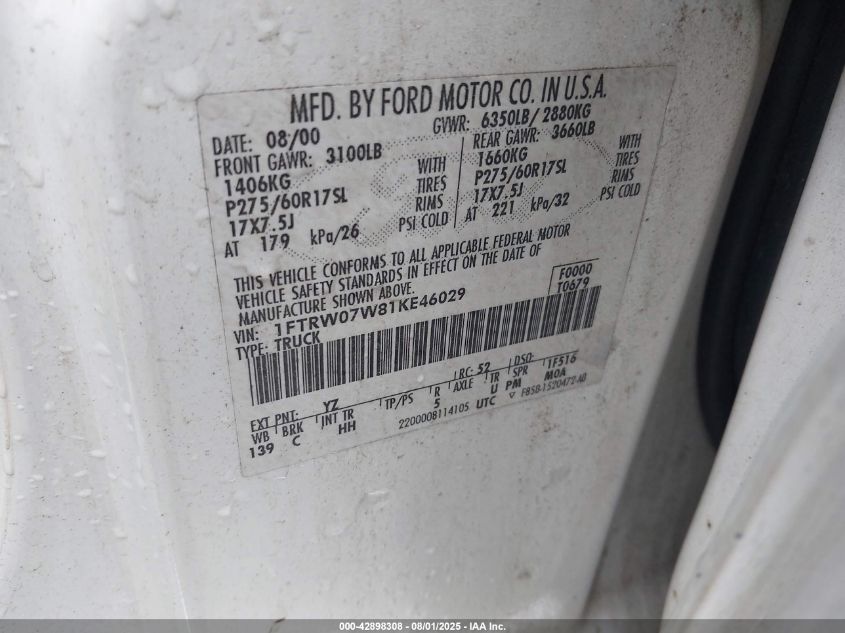 MFD. BY FORD MOTOR CO. IN U.S.A.
DATE: 08/00 GVWR: 6350LB/ 2880KG
FRONT GAWR: 3100LB REAR GAWR: 3660LB
1406KG WITH 1660KG WITH
P275/60R17SL TIRES P275/60R17SL TIRES
17X7.5J RIMS 17X7.5J RIMS
AT 179 kPa/26 PSI COLD AT 221 kPa/32 PSI COLD
THIS VEHICLE CONFORMS TO ALL APPLICABLE FEDERAL MOTOR
VEHICLE SAFETY STANDARDS IN EFFECT ON THE DATE OF
MANUFACTURE SHOWN ABOVE. F0000
VIN: 1FTRW07W81KE46029 T0679
TYPE: TRUCK
EXT PNT: YZ RC: 52 DSO: 1F516
WB BRK INT TR TP/PS R AXLE TR SPR
139 C HH 5 U PM M0A
2200008114105 UTC F85B-1520472-AB
000-42898308 - 08/01/2025 - IAA Inc.